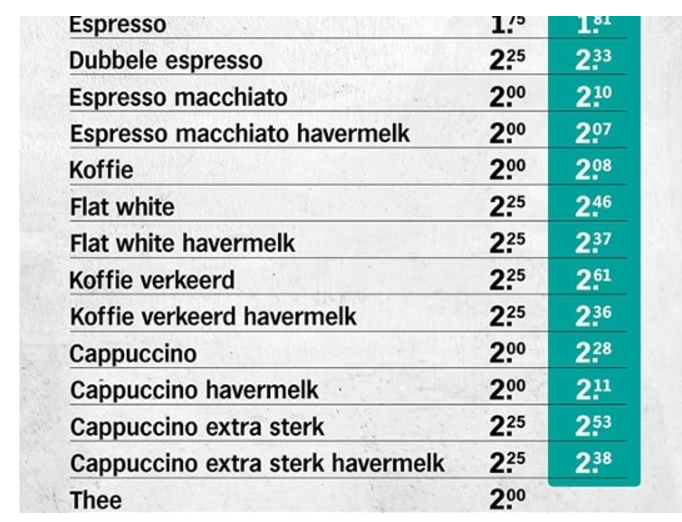 Espresso 1.75 1.81
Dubbele espresso 2.25 2.33
Espresso macchiato 2.00 2.10
Espresso macchiato havermelk 2.00 2.07
Koffie 2.00 2.08
Flat white 2.25 2.46
Flat white havermelk 2.25 2.37
Koffie verkeerd 2.25 2.61
Koffie verkeerd havermelk 2.25 2.36
Cappuccino 2.00 2.28
Cappuccino havermelk 2.00 2.11
Cappuccino extra sterk 2.25 2.53
Cappuccino extra sterk havermelk 2.25 2.38
Thee 2.00